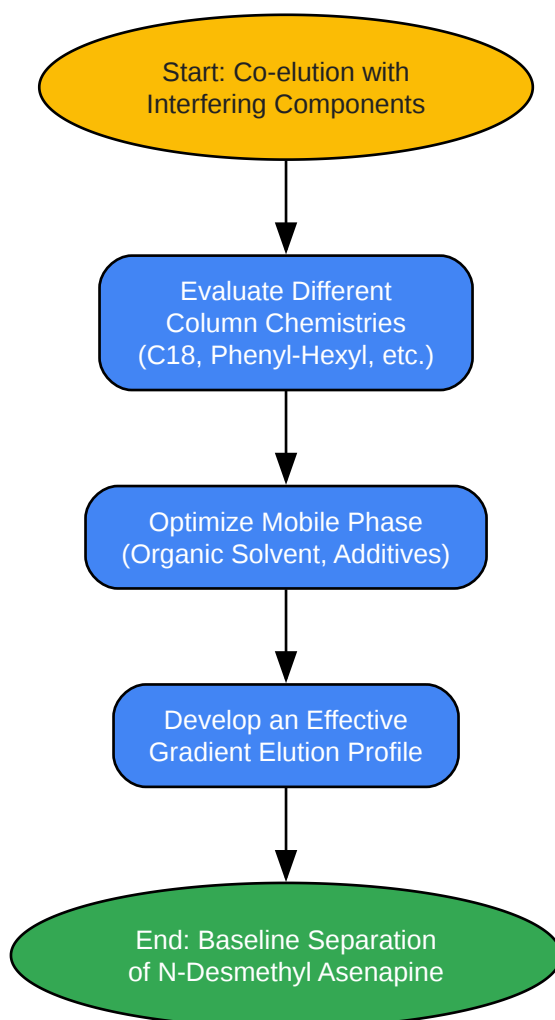 Start: Co-elution with
Interfering Components
Evaluate Different
Column Chemistries
(C18, Phenyl-Hexyl, etc.)
Optimize Mobile Phase
(Organic Solvent, Additives)
Develop an Effective
Gradient Elution Profile
End: Baseline Separation
of N-Desmethyl Asenapine